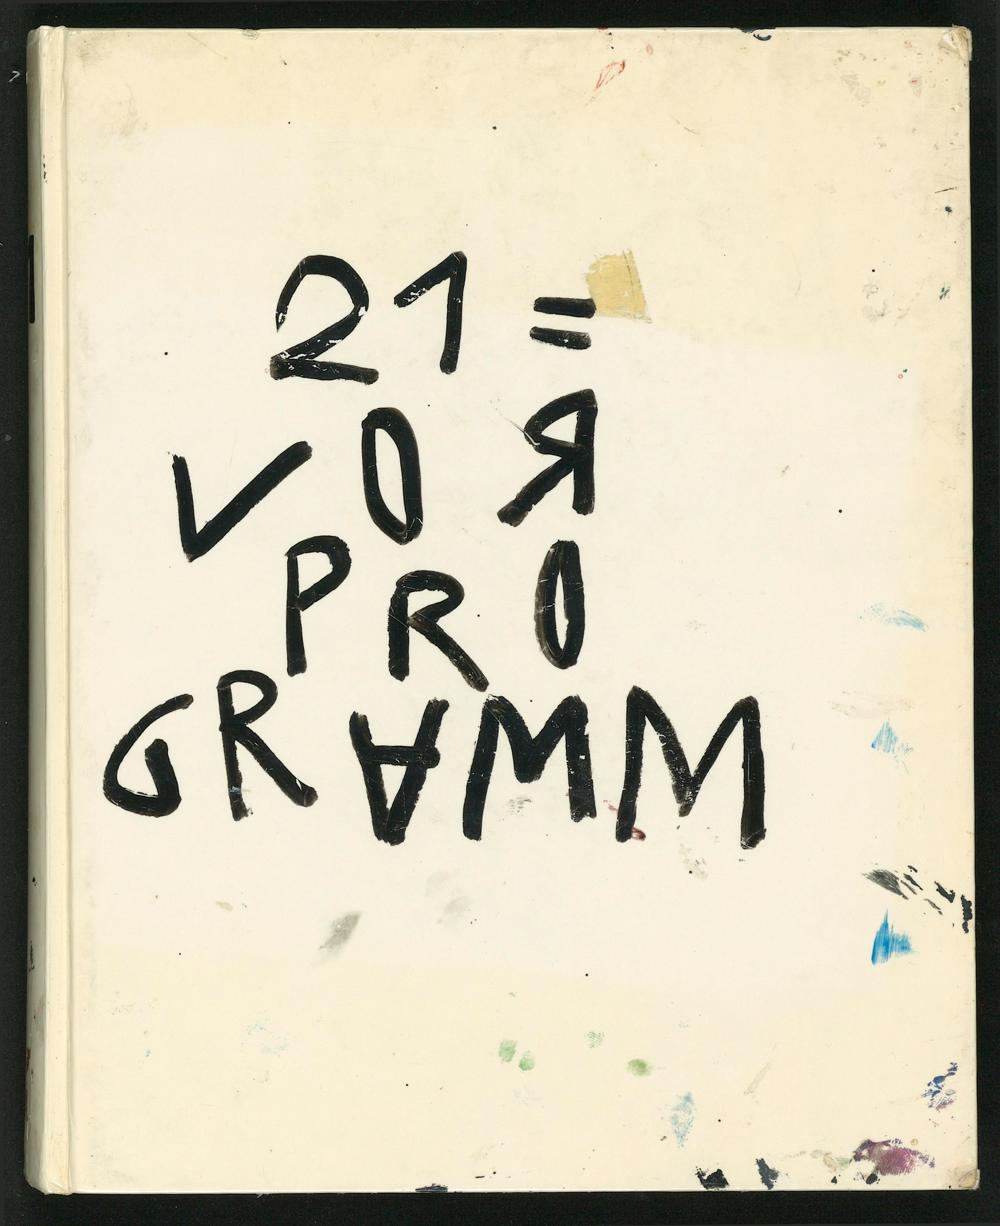 21=
VOR
PRO
GRAMM